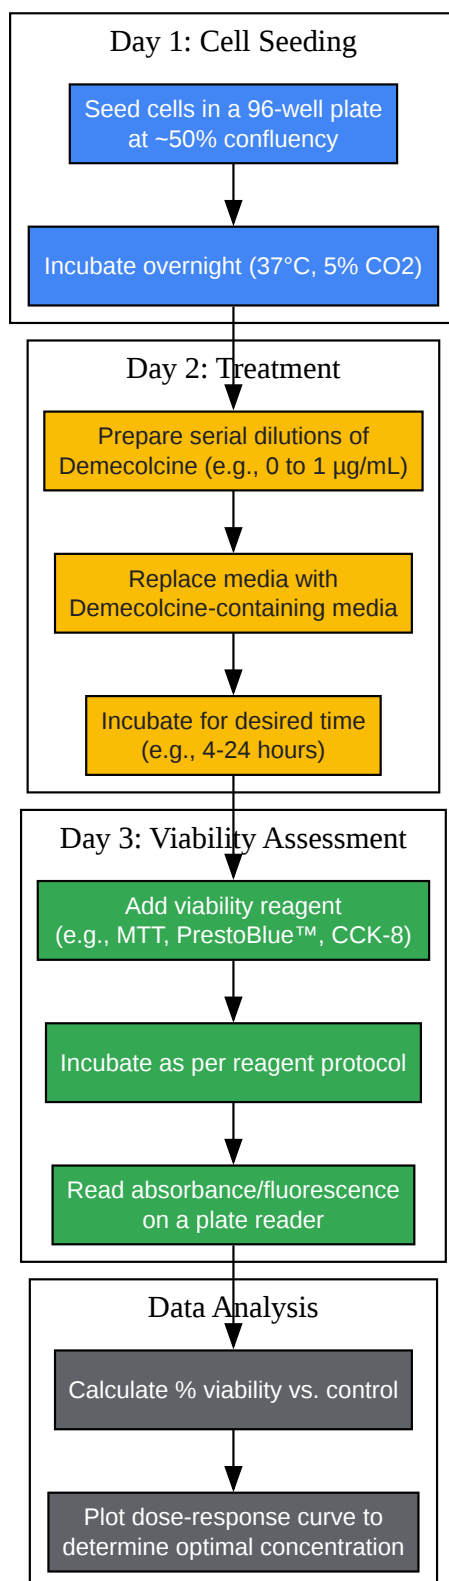 Day 1: Cell Seeding
Seed cells in a 96-well plate
at ~50% confluency
Incubate overnight (37°C, 5% CO2)
Day 2: Treatment
Prepare serial dilutions of
Demecolcine (e.g., 0 to 1 µg/mL)
Replace media with
Demecolcine-containing media
Incubate for desired time
(e.g., 4-24 hours)
Day 3: Viability Assessment
Add viability reagent
(e.g., MTT, PrestoBlue™, CCK-8)
Incubate as per reagent protocol
Read absorbance/fluorescence
on a plate reader
Data Analysis
Calculate % viability vs. control
Plot dose-response curve to
determine optimal concentration